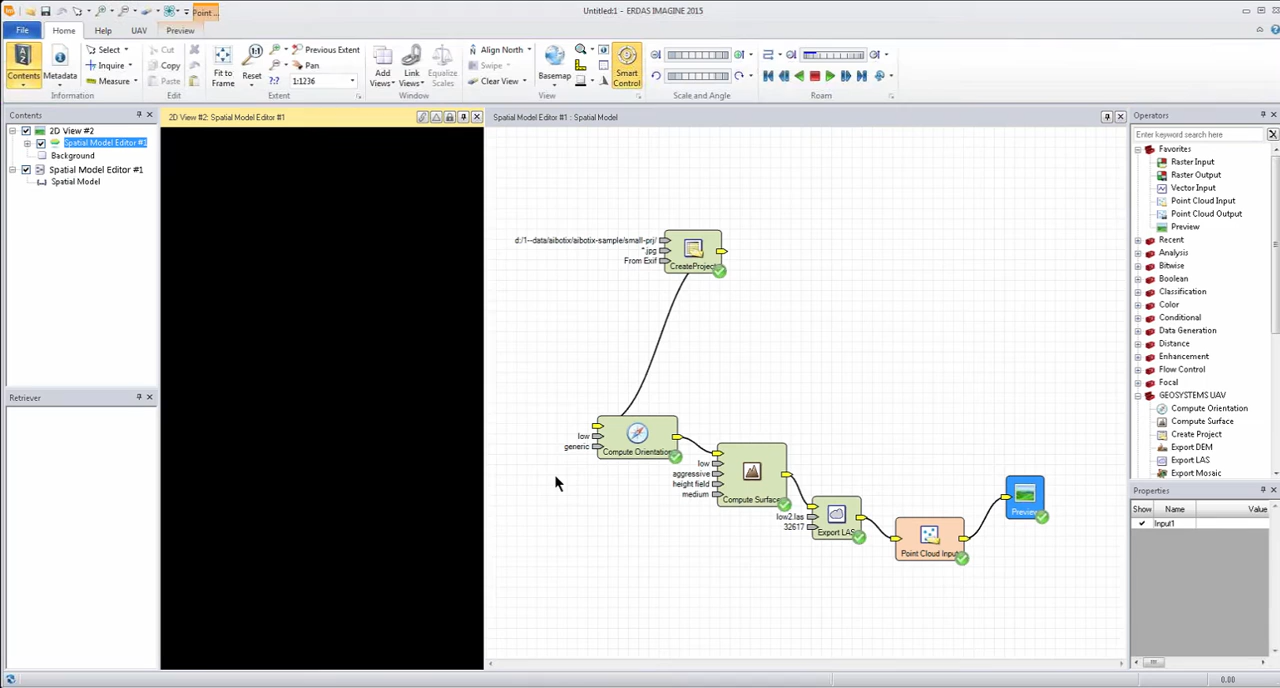 Point ...
Untitled:1 - ERDAS IMAGINE 2015
File
Home
Help
UAV
Preview
Contents
Metadata
Select
Inquire
Measure
Information
Cut
Copy
Paste
Edit
Fit to
Frame
Reset
Previous Extent
Pan
1:1236
Extent
Add
Views
Link
Views
Equalize
Scales
Window
Align North
Swipe
Clear View
Basemap
Smart
Control
View
Scale and Angle
Roam
Contents
2D View #2
Spatial Model Editor #1
Background
Spatial Model Editor #1
Spatial Model
Retriever
2D View #2: Spatial Model Editor #1
Spatial Model Editor #1 : Spatial Model
d:/1--data/aibotix/aibotix-sample/small-prj/
*.jpg
From Exif
CreateProject
low
generic
Compute Orientation
low
aggressive
height field
medium
Compute Surface
low2.las
32617
Export LAS
Point Cloud Input
Preview
Operators
Enter keyword search here
Favorites
Raster Input
Raster Output
Vector Input
Point Cloud Input
Point Cloud Output
Preview
Recent
Analysis
Bitwise
Boolean
Classification
Color
Conditional
Data Generation
Distance
Enhancement
Flow Control
Focal
GEOSYSTEMS UAV
Compute Orientation
Compute Surface
Create Project
Export DEM
Export LAS
Export Mosaic
Properties
Show Name Value
Input1
0.00